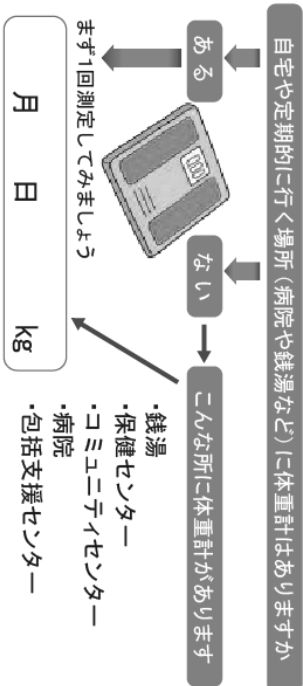 自宅や定期的に行く場所（病院や銭湯など）に体重計はありますか
ある
ない
こんな所に体重計があります
・銭湯
・保健センター
・コミュニティセンター
・病院
・包括支援センター
まず1回測定してみましょう
月　日　kg